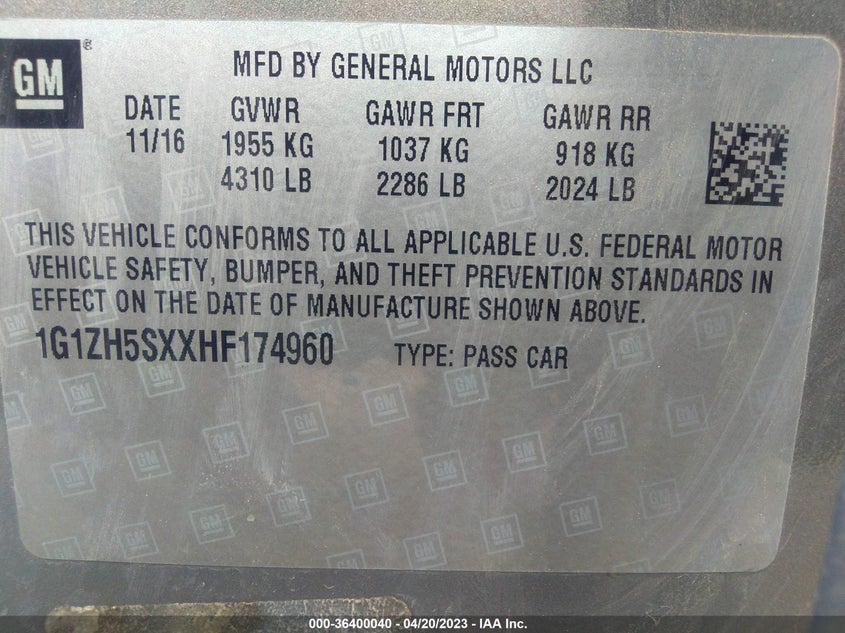 GM®
MFD BY GENERAL MOTORS LLC
DATE GVWR GAWR FRT GAWR RR
11/16 1955 KG 1037 KG 918 KG
4310 LB 2286 LB 2024 LB
THIS VEHICLE CONFORMS TO ALL APPLICABLE U.S. FEDERAL MOTOR
VEHICLE SAFETY, BUMPER, AND THEFT PREVENTION STANDARDS IN
EFFECT ON THE DATE OF MANUFACTURE SHOWN ABOVE.
1G1ZH5SXXHF174960 TYPE: PASS CAR
000-36400040 - 04/20/2023 - IAA Inc.